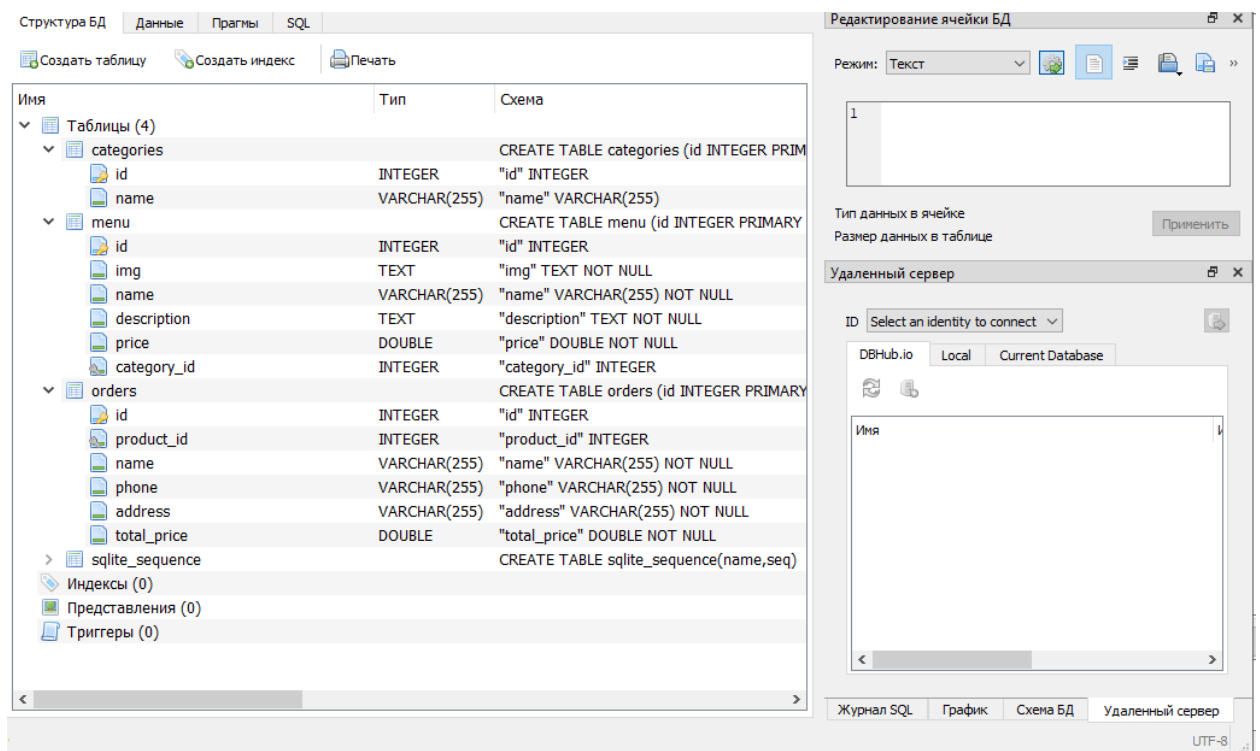 Структура БД Данные Прагмы SQL
Создать таблицу Создать индекс Печать
Имя Тип Схема
Таблицы (4)
categories CREATE TABLE categories (id INTEGER PRIM
id INTEGER "id" INTEGER
name VARCHAR(255) "name" VARCHAR(255)
menu CREATE TABLE menu (id INTEGER PRIMARY
id INTEGER "id" INTEGER
img TEXT "img" TEXT NOT NULL
name VARCHAR(255) "name" VARCHAR(255) NOT NULL
description TEXT "description" TEXT NOT NULL
price DOUBLE "price" DOUBLE NOT NULL
category_id INTEGER "category_id" INTEGER
orders CREATE TABLE orders (id INTEGER PRIMARY
id INTEGER "id" INTEGER
product_id INTEGER "product_id" INTEGER
name VARCHAR(255) "name" VARCHAR(255) NOT NULL
phone VARCHAR(255) "phone" VARCHAR(255) NOT NULL
address VARCHAR(255) "address" VARCHAR(255) NOT NULL
total_price DOUBLE "total_price" DOUBLE NOT NULL
sqlite_sequence CREATE TABLE sqlite_sequence(name,seq)
Индексы (0)
Представления (0)
Триггеры (0)
Редактирование ячейки БД
Режим: Текст
1
Тип данных в ячейке
Размер данных в таблице
Применить
Удаленный сервер
ID Select an identity to connect
DBHub.io Local Current Database
Имя
Журнал SQL График Схема БД Удаленный сервер
UTF-8